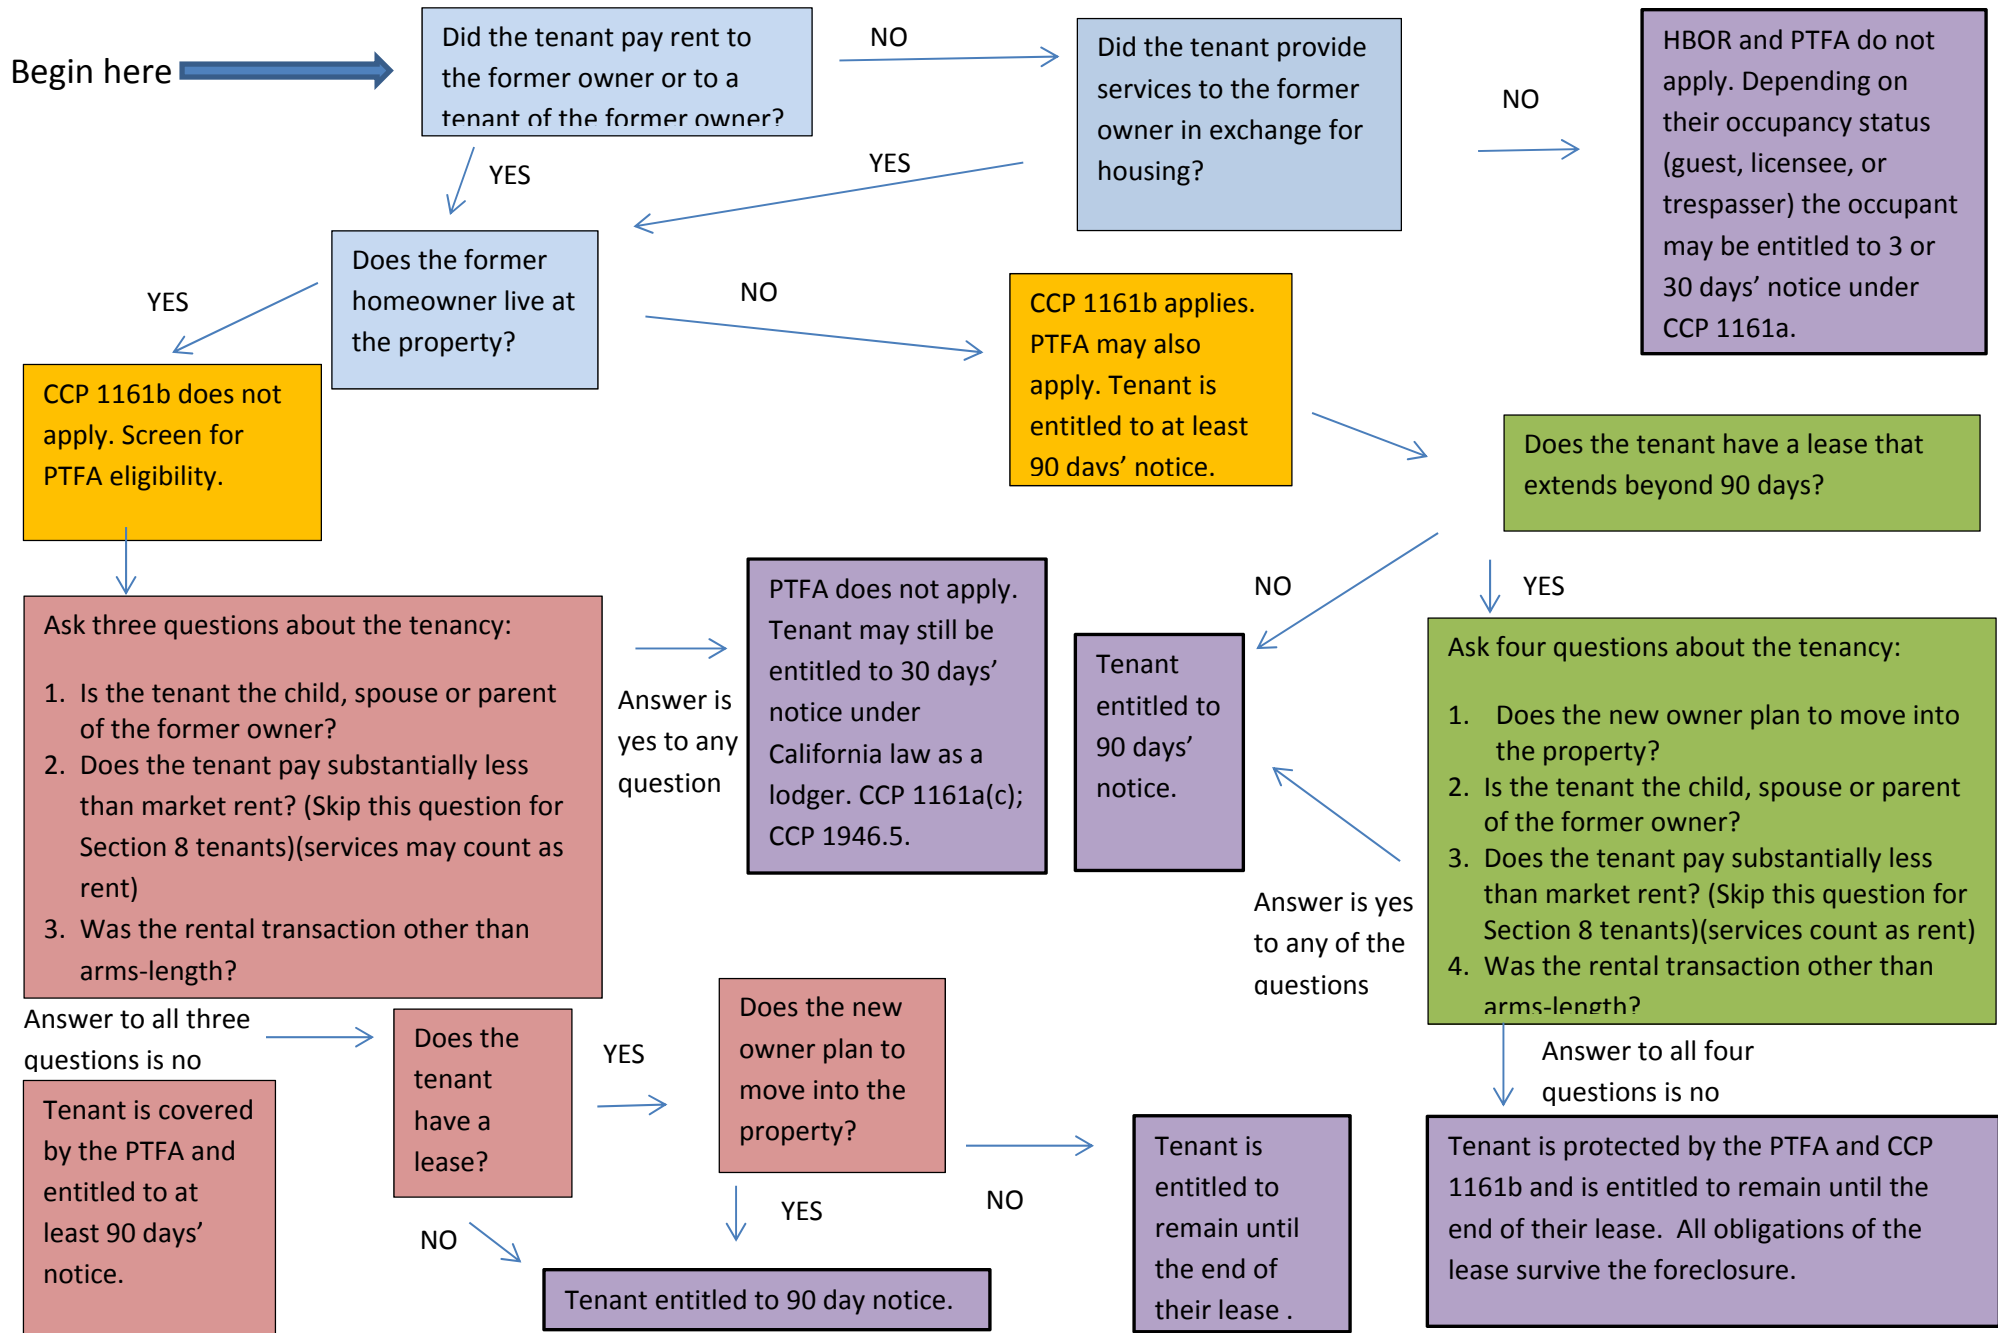 Begin here
Did the tenant pay rent to
the former owner or to a
tenant of the former owner?
NO
Did the tenant provide
services to the former
owner in exchange for
housing?
NO
HBOR and PTFA do not
apply. Depending on
their occupancy status
(guest, licensee, or
trespasser) the occupant
may be entitled to 3 or
30 days’ notice under
CCP 1161a.
YES
YES
Does the former
homeowner live at
the property?
YES
NO
CCP 1161b applies.
PTFA may also
apply. Tenant is
entitled to at least
90 days’ notice.
CCP 1161b does not
apply. Screen for
PTFA eligibility.
Does the tenant have a lease that
extends beyond 90 days?
NO
YES
Ask three questions about the tenancy:
1. Is the tenant the child, spouse or parent
of the former owner?
2. Does the tenant pay substantially less
than market rent? (Skip this question for
Section 8 tenants)(services may count as
rent)
3. Was the rental transaction other than
arms-length?
Answer is
yes to any
question
PTFA does not apply.
Tenant may still be
entitled to 30 days’
notice under
California law as a
lodger. CCP 1161a(c);
CCP 1946.5.
Tenant
entitled to
90 days’
notice.
Answer is yes
to any of the
questions
Ask four questions about the tenancy:
1. Does the new owner plan to move into
the property?
2. Is the tenant the child, spouse or parent
of the former owner?
3. Does the tenant pay substantially less
than market rent? (Skip this question for
Section 8 tenants)(services count as rent)
4. Was the rental transaction other than
arms-length?
Answer to all three
questions is no
Does the
tenant
have a
lease?
YES
Does the new
owner plan to
move into the
property?
Answer to all four
questions is no
Tenant is covered
by the PTFA and
entitled to at
least 90 days’
notice.
NO
YES
NO
Tenant entitled to 90 day notice.
Tenant is
entitled to
remain until
the end of
their lease .
Tenant is protected by the PTFA and CCP
1161b and is entitled to remain until the
end of their lease.  All obligations of the
lease survive the foreclosure.